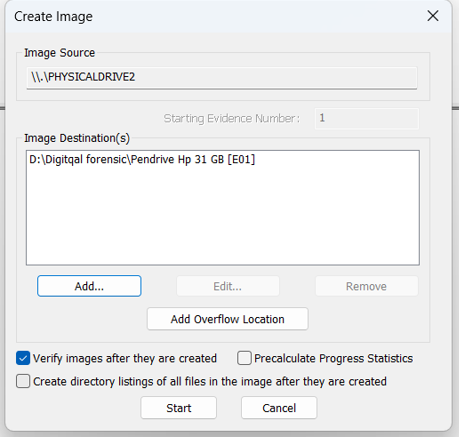 Create Image
Image Source
\\.\PHYSICALDRIVE2
Starting Evidence Number: 1
Image Destination(s)
D:\Digitqal forensic\Pendrive Hp 31 GB [E01]
Add... Edit... Remove
Add Overflow Location
Verify images after they are created Precalculate Progress Statistics
Create directory listings of all files in the image after they are created
Start Cancel